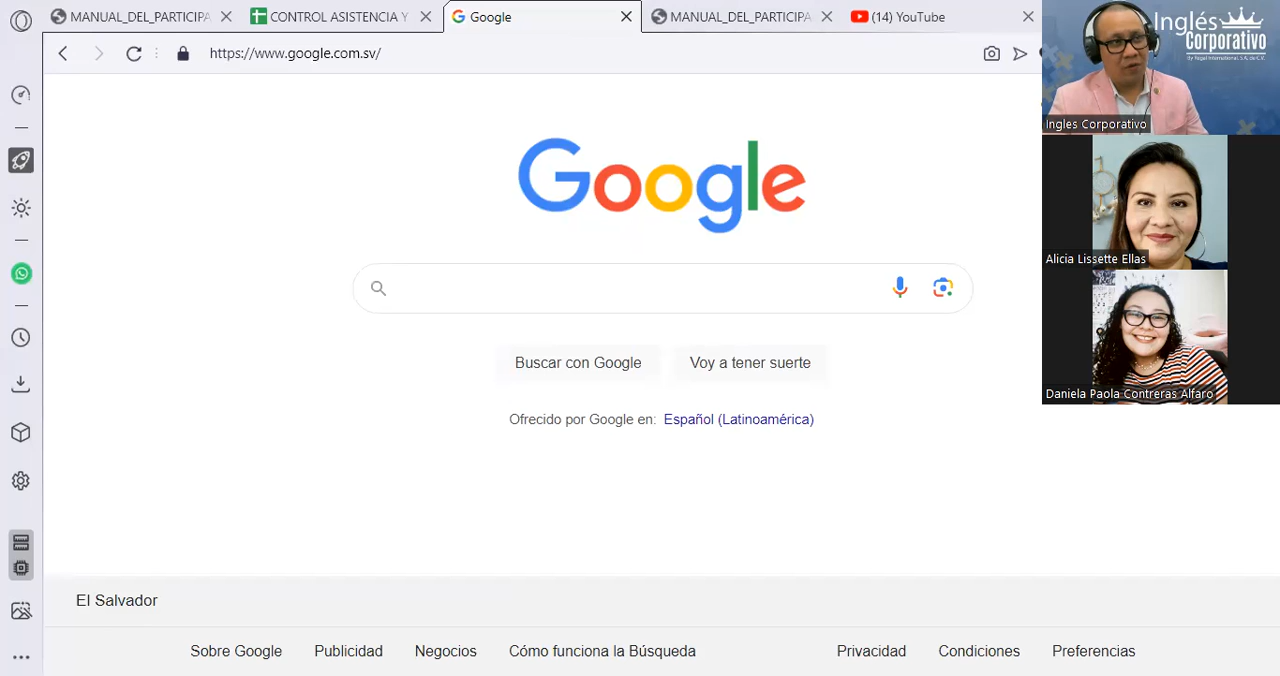 MANUAL_DEL_PARTICIPA
CONTROL ASISTENCIA Y
Google
MANUAL_DEL_PARTICIPA
(14) YouTube
https://www.google.com.sv/
Google
Buscar con Google
Voy a tener suerte
Ofrecido por Google en: Español (Latinoamérica)
El Salvador
Sobre Google
Publicidad
Negocios
Cómo funciona la Búsqueda
Privacidad
Condiciones
Preferencias
Inglés
Corporativo
Ingles Corporativo
Alicia Lissette Ellas
Daniela Paola Contreras Alfaro